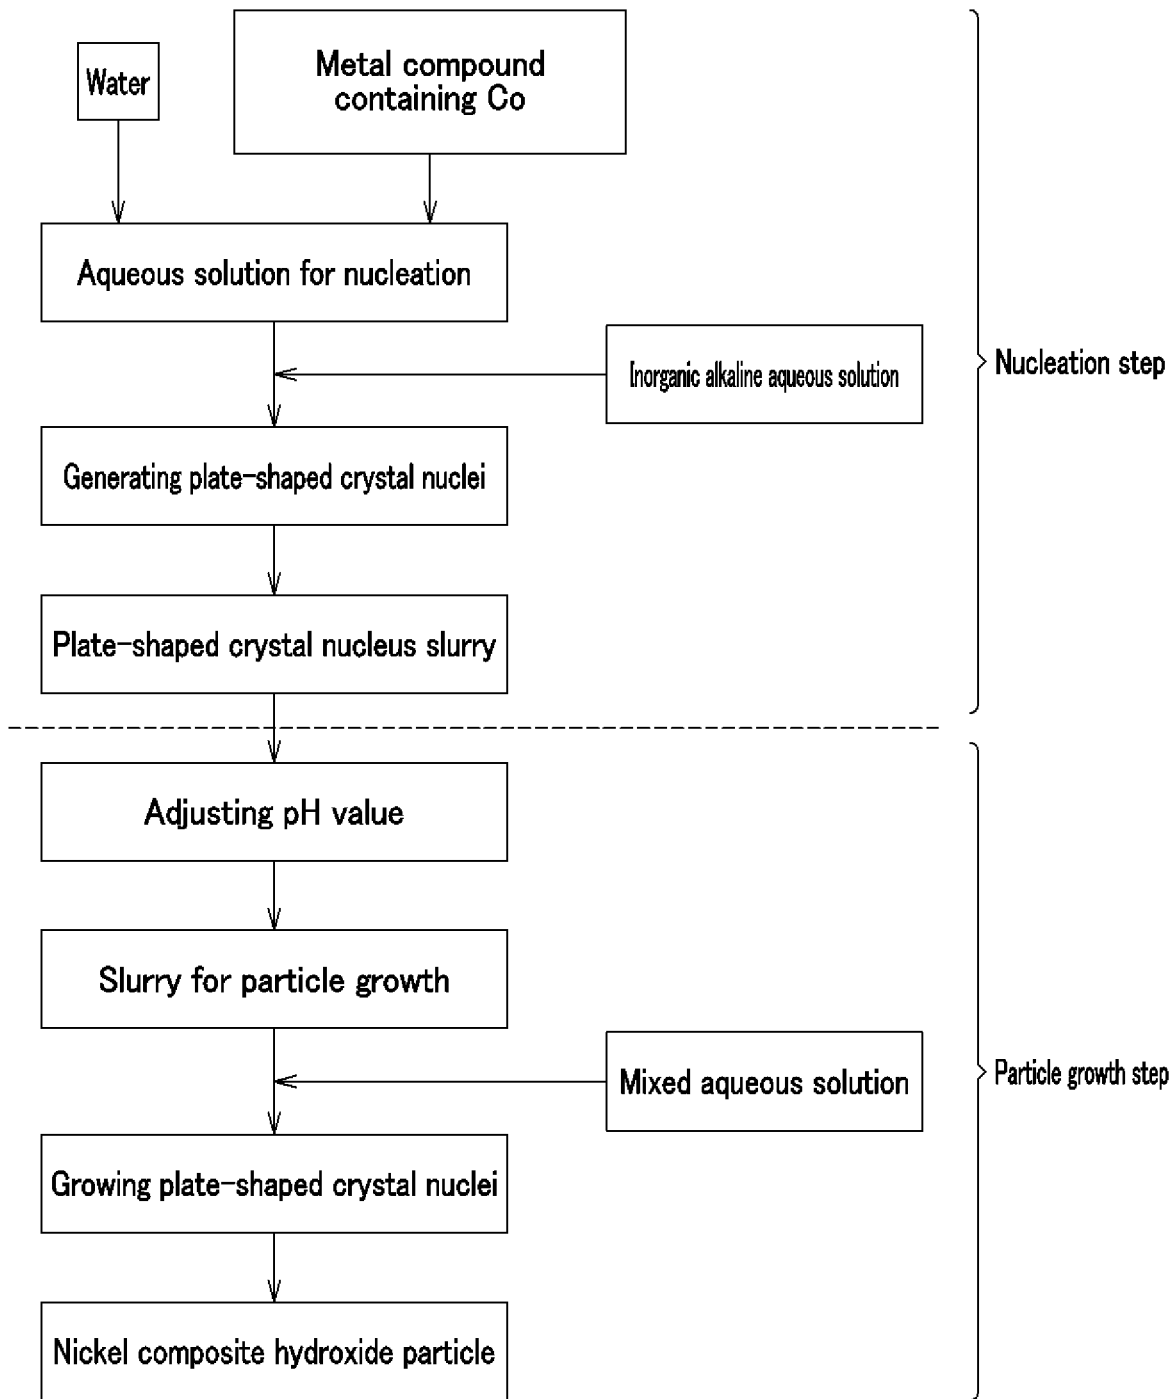 Water
Metal compound
containing Co
Aqueous solution for nucleation
Inorganic alkaline aqueous solution
Nucleation step
Generating plate-shaped crystal nuclei
Plate-shaped crystal nucleus slurry
Adjusting pH value
Slurry for particle growth
Mixed aqueous solution
Particle growth step
Growing plate-shaped crystal nuclei
Nickel composite hydroxide particle